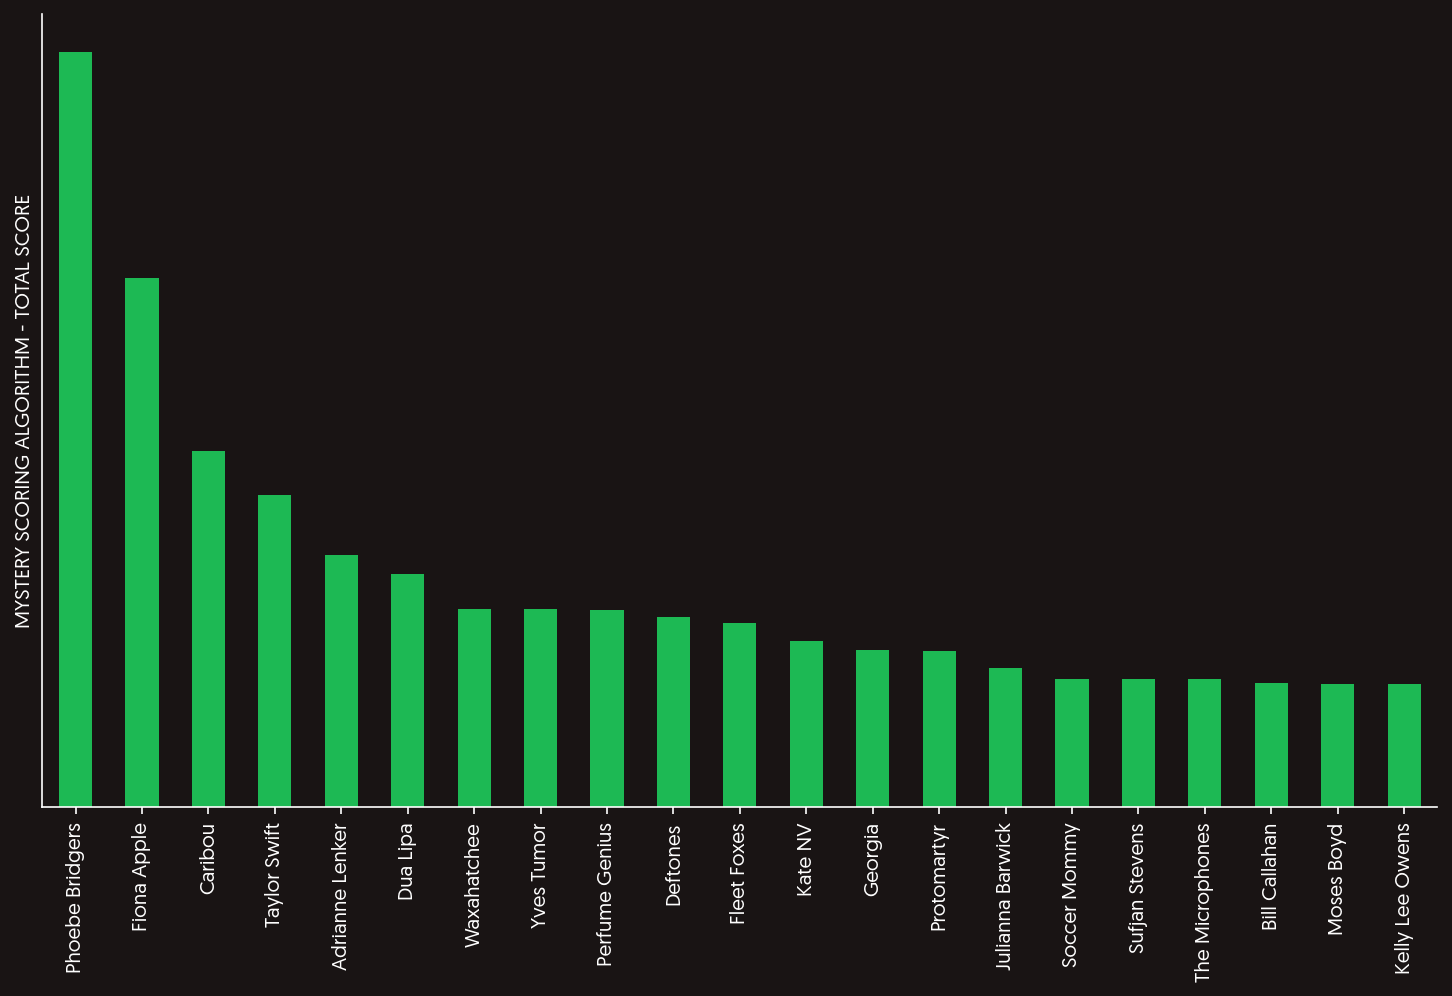 MYSTERY SCORING ALGORITHM - TOTAL SCORE
Phoebe Bridgers
Fiona Apple
Caribou
Taylor Swift
Adrianne Lenker
Dua Lipa
Waxahatchee
Yves Tumor
Perfume Genius
Deftones
Fleet Foxes
Kate NV
Georgia
Protomartyr
Julianna Barwick
Soccer Mommy
Sufjan Stevens
The Microphones
Bill Callahan
Moses Boyd
Kelly Lee Owens